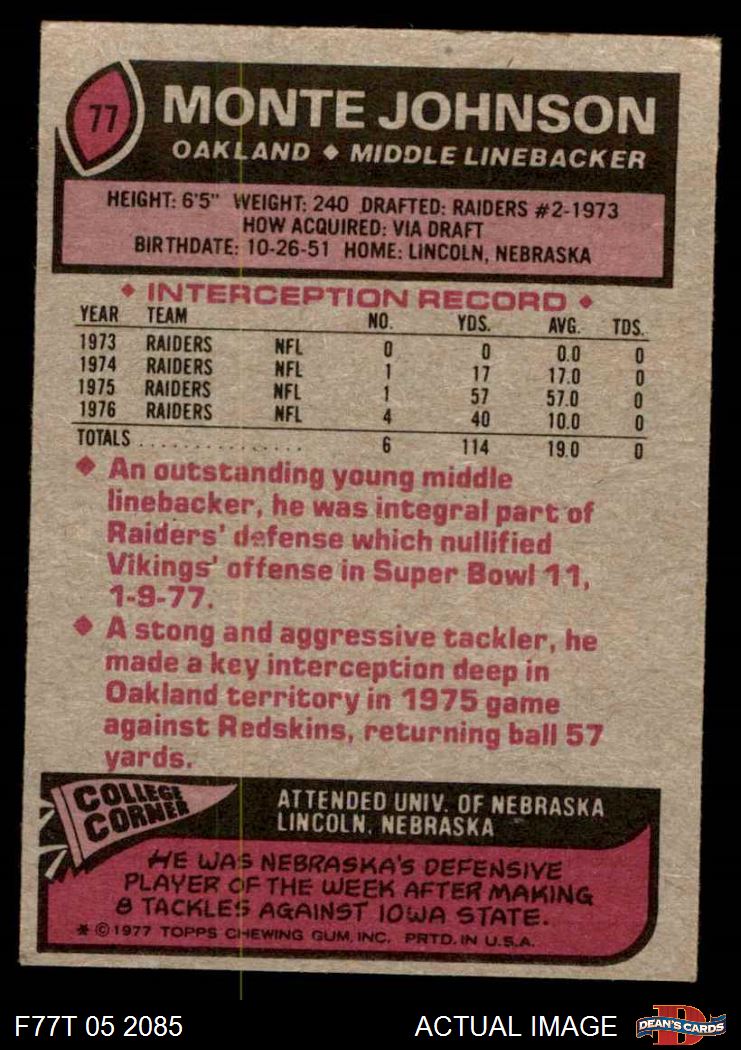 77
MONTE JOHNSON
OAKLAND ♦ MIDDLE LINEBACKER
HEIGHT: 6'5" WEIGHT: 240 DRAFTED: RAIDERS #2-1973
HOW ACQUIRED: VIA DRAFT
BIRTHDATE: 10-26-51 HOME: LINCOLN, NEBRASKA
♦ INTERCEPTION RECORD ♦
YEAR TEAM NO. YDS. AVG. TDS.
1973 RAIDERS NFL 0 0 0.0 0
1974 RAIDERS NFL 1 17 17.0 0
1975 RAIDERS NFL 1 57 57.0 0
1976 RAIDERS NFL 4 40 10.0 0
TOTALS ................ 6 114 19.0 0
♦ An outstanding young middle
linebacker, he was integral part of
Raiders' defense which nullified
Vikings' offense in Super Bowl 11,
1-9-77.
♦ A stong and aggressive tackler, he
made a key interception deep in
Oakland territory in 1975 game
against Redskins, returning ball 57
yards.
COLLEGE
CORNER
ATTENDED UNIV. OF NEBRASKA
LINCOLN, NEBRASKA
HE WAS NEBRASKA'S DEFENSIVE
PLAYER OF THE WEEK AFTER MAKING
8 TACKLES AGAINST IOWA STATE.
* © 1977 TOPPS CHEWING GUM, INC. PRTD. IN U.S.A.
F77T 05 2085 ACTUAL IMAGE
D
DEAN'S CARDS